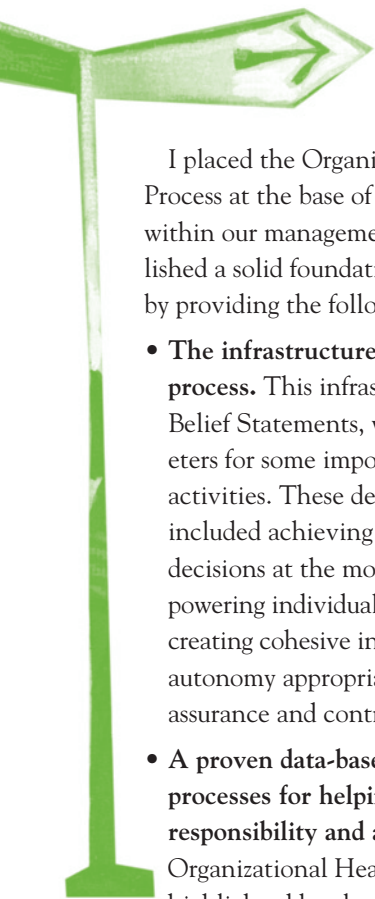 I placed the Organi
Process at the base of
within our manageme
lished a solid foundat
by providing the follo
• The infrastructure
process. This infras
Belief Statements, w
eters for some impo
activities. These de
included achieving
decisions at the mo
powering individual
creating cohesive in
autonomy appropria
assurance and contr
• A proven data-base
processes for helpi
responsibility and a
Organizational Hea